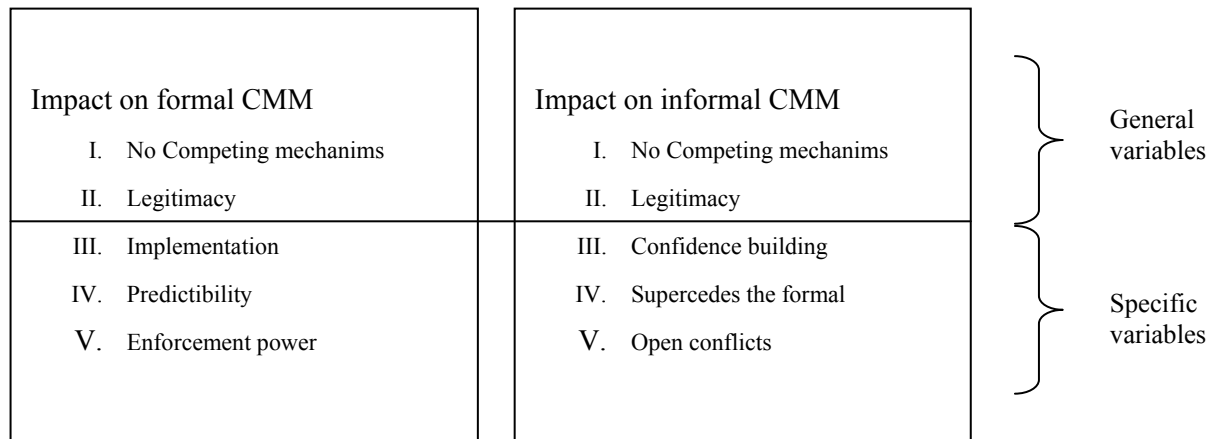 Impact on formal CMM
I. No Competing mechanims
II. Legitimacy
III. Implementation
IV. Predictibility
V. Enforcement power
Impact on informal CMM
I. No Competing mechanims
II. Legitimacy
III. Confidence building
IV. Supercedes the formal
V. Open conflicts
General
variables
Specific
variables